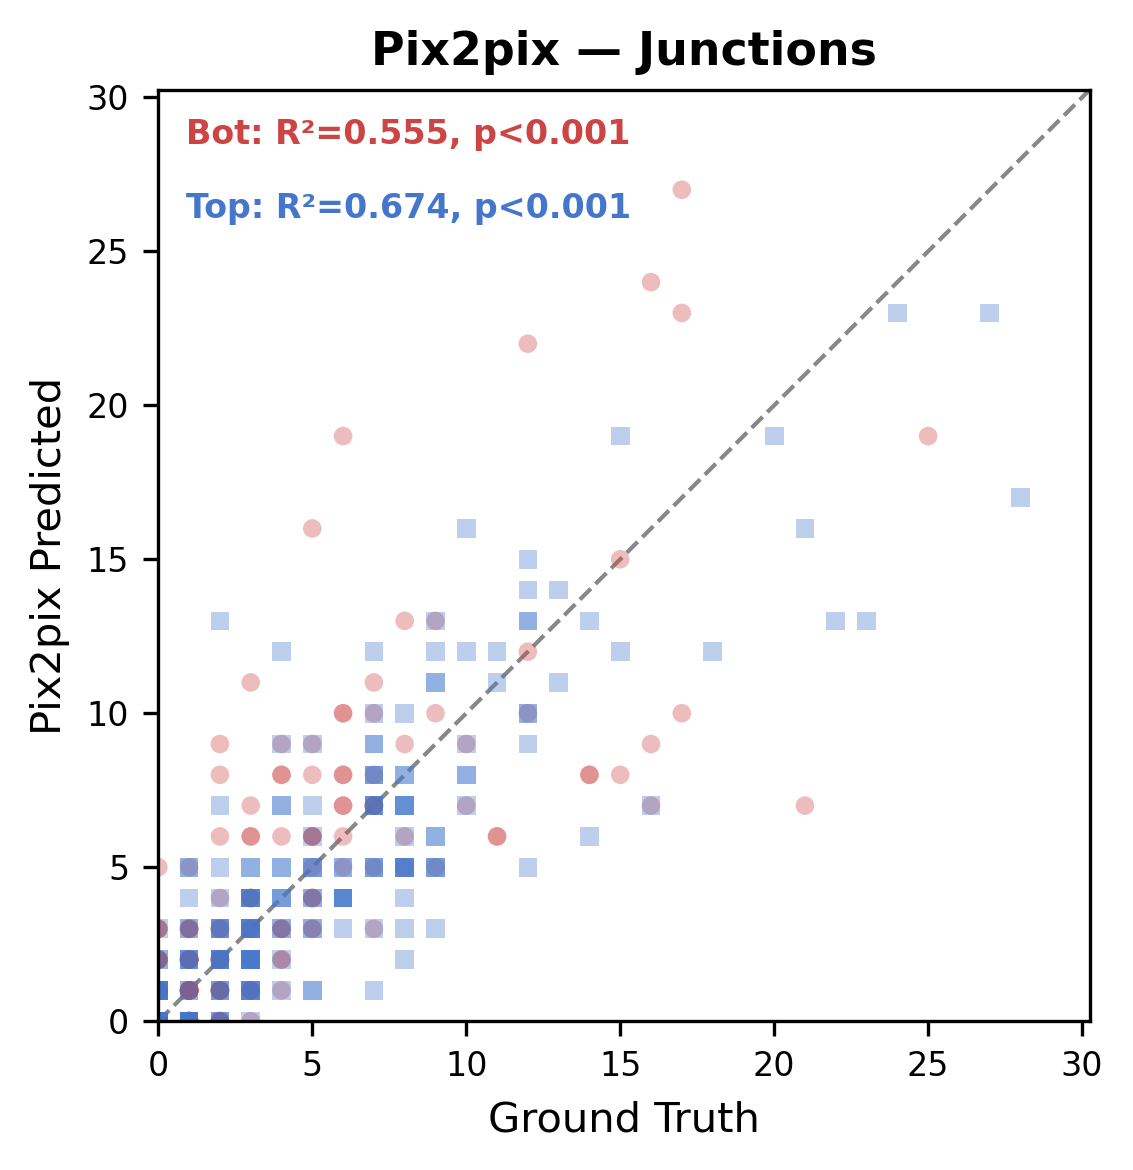 Pix2pix — Junctions
Bot: R²=0.555, p<0.001
Top: R²=0.674, p<0.001
30
25
20
15
10
5
0
Pix2pix Predicted
0 5 10 15 20 25 30
Ground Truth